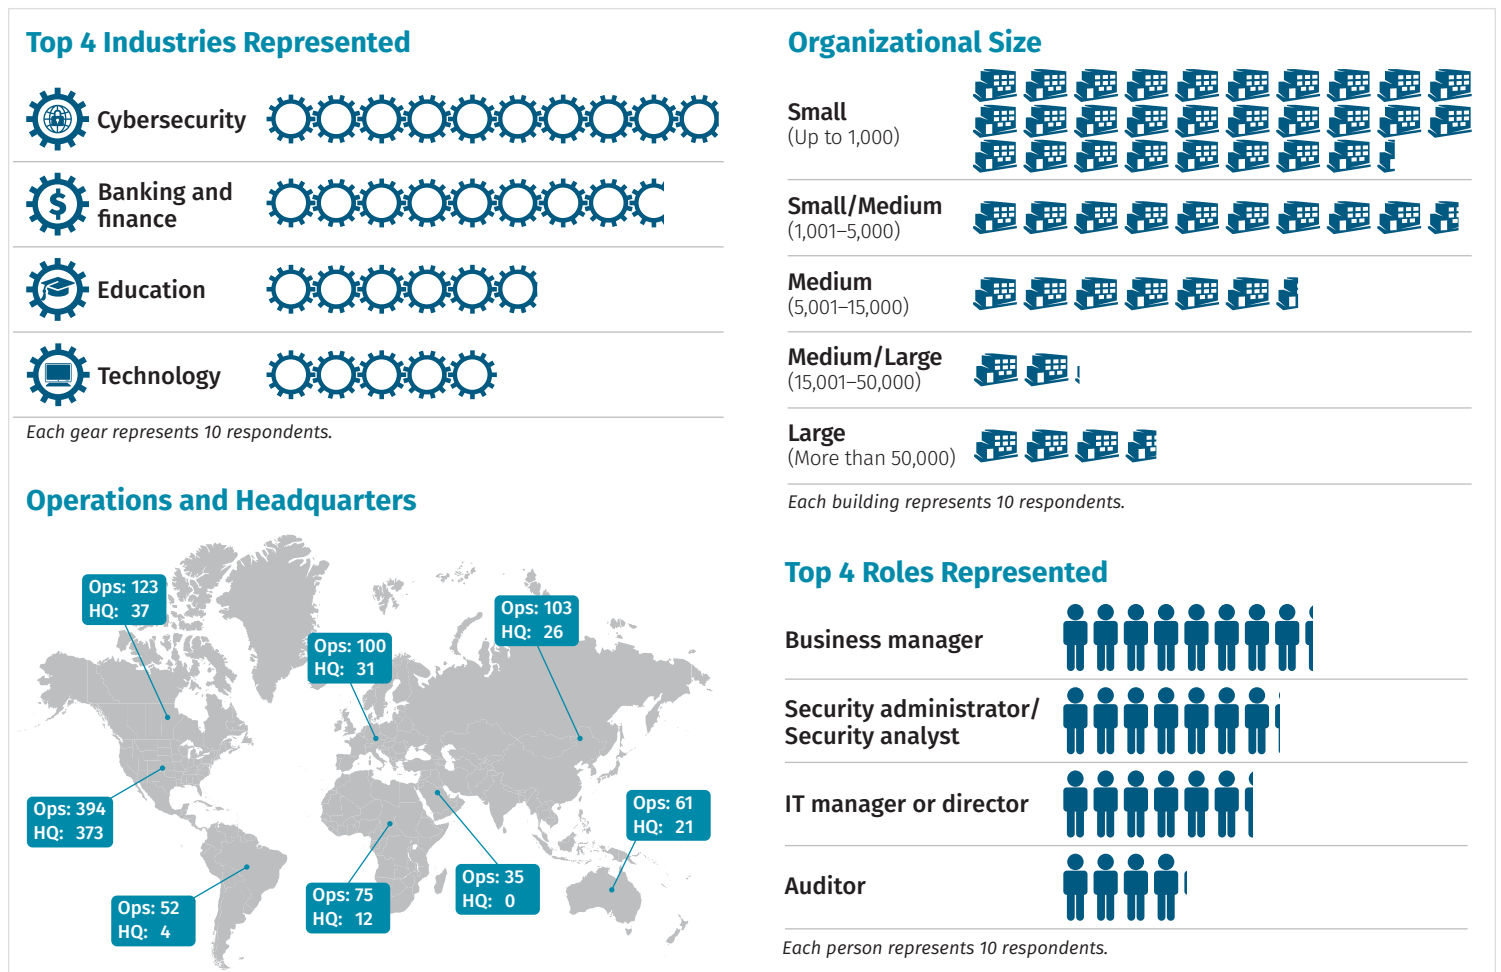 Top 4 Industries Represented
Cybersecurity
Banking and
finance
Education
Technology
Each gear represents 10 respondents.
Operations and Headquarters
Ops: 123
HQ: 37
Ops: 100
HQ: 31
Ops: 103
HQ: 26
Ops: 394
HQ: 373
Ops: 61
HQ: 21
Ops: 52
HQ: 4
Ops: 75
HQ: 12
Ops: 35
HQ: 0
Organizational Size
Small
(Up to 1,000)
Small/Medium
(1,001–5,000)
Medium
(5,001–15,000)
Medium/Large
(15,001–50,000)
Large
(More than 50,000)
Each building represents 10 respondents.
Top 4 Roles Represented
Business manager
Security administrator/
Security analyst
IT manager or director
Auditor
Each person represents 10 respondents.